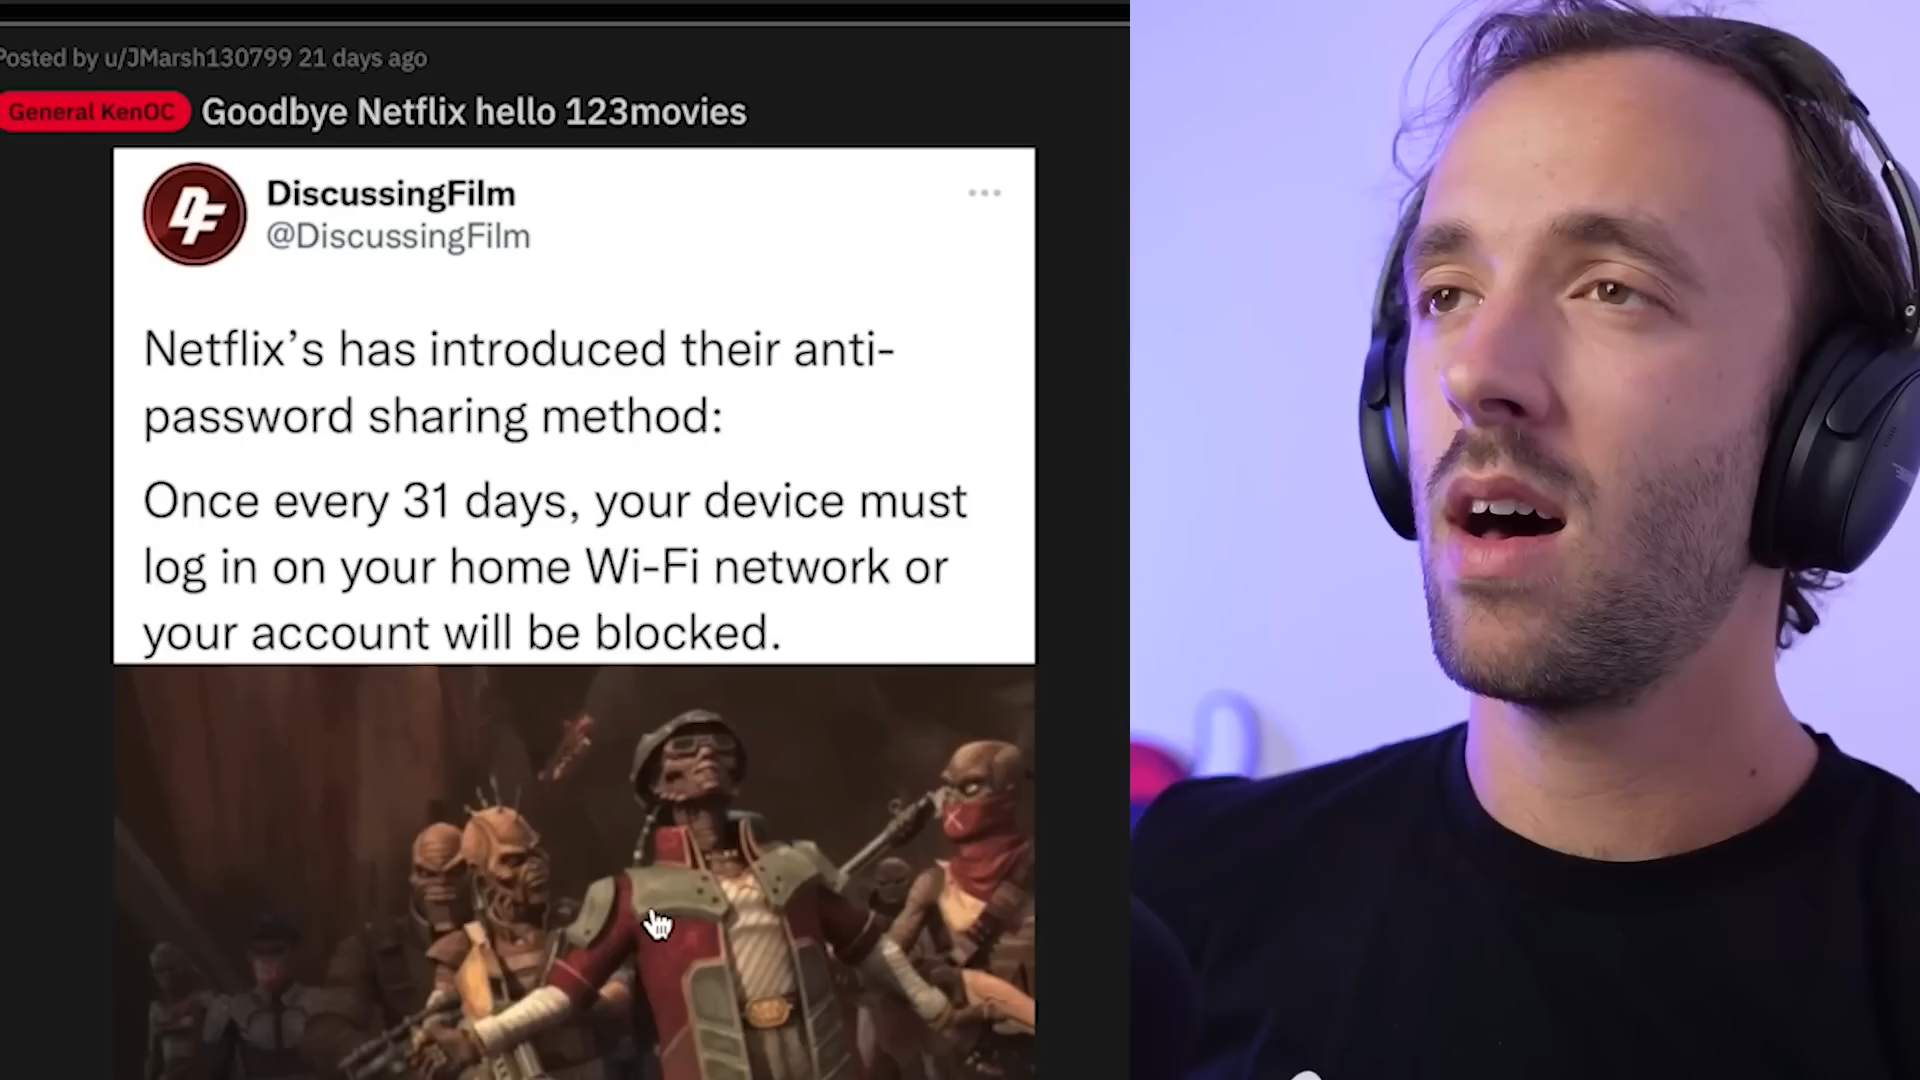 Posted by u/JMarsh130799 21 days ago
General KenOC Goodbye Netflix hello 123movies
DF
DiscussingFilm
@DiscussingFilm
Netflix’s has introduced their anti-
password sharing method:
Once every 31 days, your device must
log in on your home Wi-Fi network or
your account will be blocked.